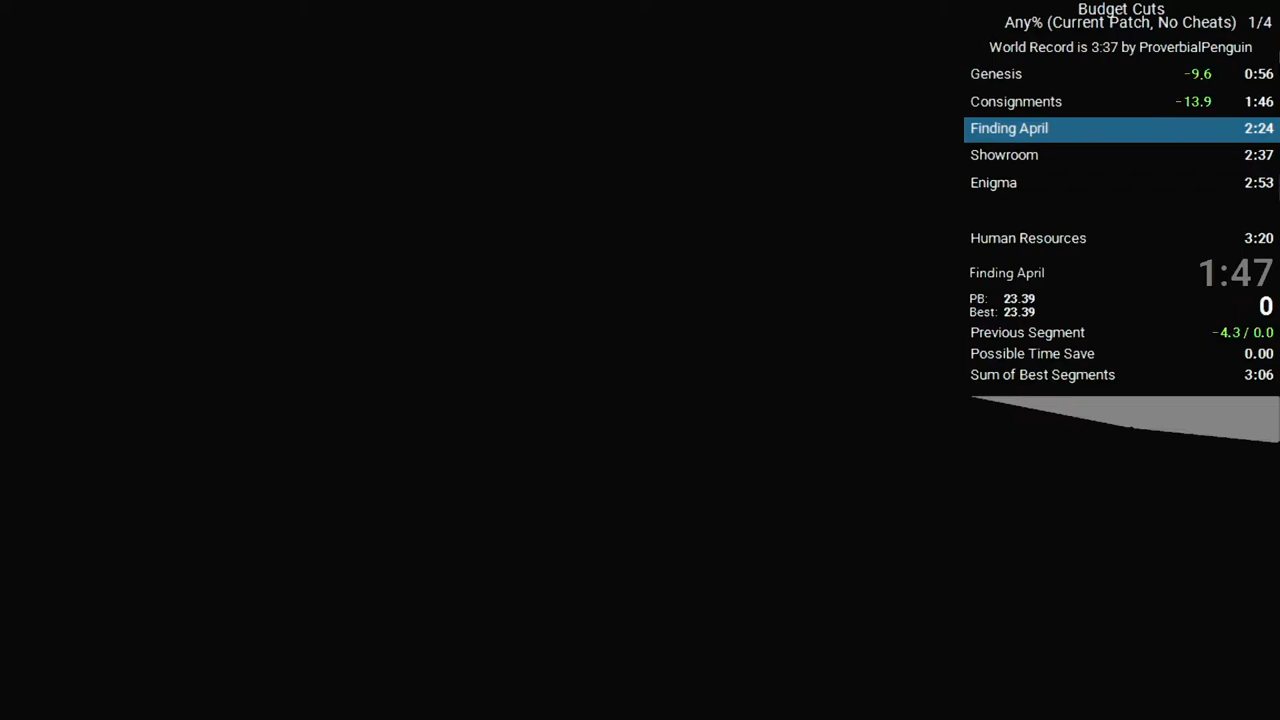 Budget Cuts
Any% (Current Patch, No Cheats) 1/4
World Record is 3:37 by ProverbialPenguin
Genesis -9.6 0:56
Consignments -13.9 1:46
Finding April 2:24
Showroom 2:37
Enigma 2:53
Human Resources 3:20
Finding April 1:47
PB: 23.39
Best: 23.39 0
Previous Segment -4.3 / 0.0
Possible Time Save 0.00
Sum of Best Segments 3:06